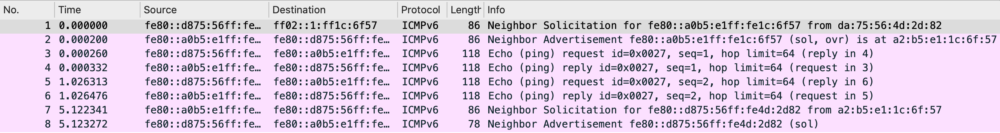 No. Time Source Destination Protocol Length Info
1 0.000000 fe80::d875:56ff:fe… ff02::1:ff1c:6f57 ICMPv6 86 Neighbor Solicitation for fe80::a0b5:e1ff:fe1c:6f57 from da:75:56:4d:2d:82
2 0.000200 fe80::a0b5:e1ff:fe… fe80::d875:56ff:fe… ICMPv6 86 Neighbor Advertisement fe80::a0b5:e1ff:fe1c:6f57 (sol, ovr) is at a2:b5:e1:1c:6f:57
3 0.000260 fe80::d875:56ff:fe… fe80::a0b5:e1ff:fe… ICMPv6 118 Echo (ping) request id=0x0027, seq=1, hop limit=64 (reply in 4)
4 0.000332 fe80::a0b5:e1ff:fe… fe80::d875:56ff:fe… ICMPv6 118 Echo (ping) reply id=0x0027, seq=1, hop limit=64 (request in 3)
5 1.026313 fe80::d875:56ff:fe… fe80::a0b5:e1ff:fe… ICMPv6 118 Echo (ping) request id=0x0027, seq=2, hop limit=64 (reply in 6)
6 1.026476 fe80::a0b5:e1ff:fe… fe80::d875:56ff:fe… ICMPv6 118 Echo (ping) reply id=0x0027, seq=2, hop limit=64 (request in 5)
7 5.122341 fe80::a0b5:e1ff:fe… fe80::d875:56ff:fe… ICMPv6 86 Neighbor Solicitation for fe80::d875:56ff:fe4d:2d82 from a2:b5:e1:1c:6f:57
8 5.123272 fe80::d875:56ff:fe… fe80::a0b5:e1ff:fe… ICMPv6 78 Neighbor Advertisement fe80::d875:56ff:fe4d:2d82 (sol)